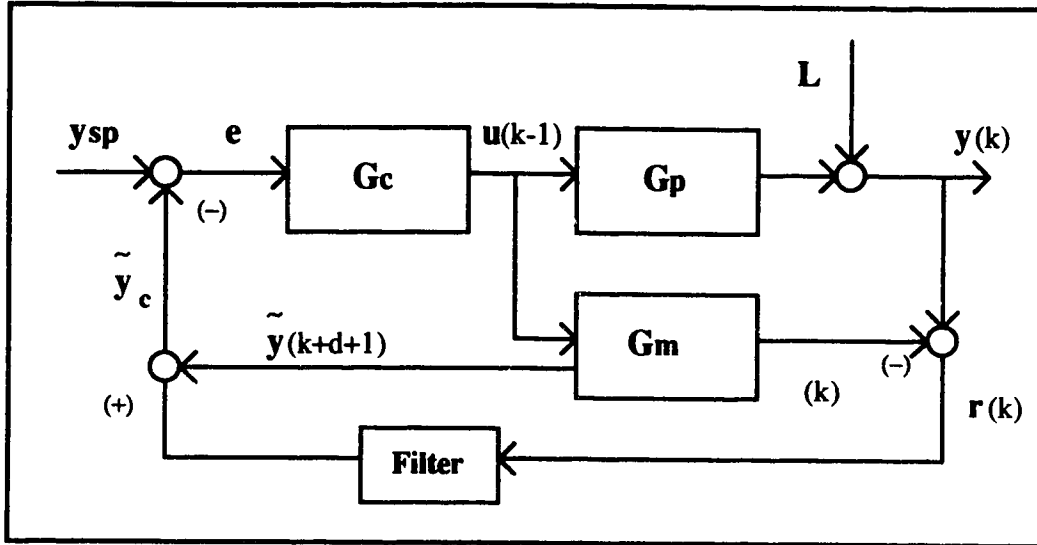 L
ysp
e
u(k-1)
y(k)
Gc
Gp
(-)
ỹc
ỹ(k+d+1)
Gm
(-)
(k)
r(k)
(+)
Filter